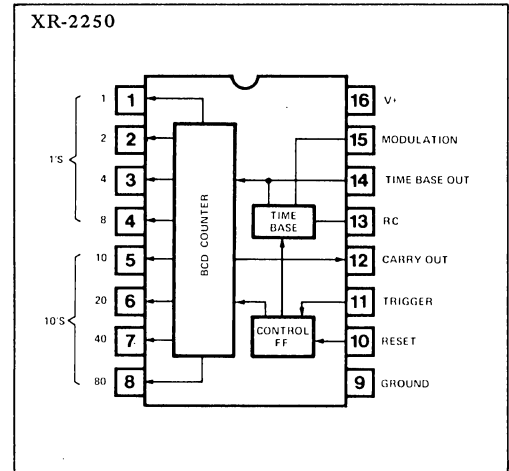 XR-2250
1 1
2 2
1'S
4 3
8 4
10 5
20 6
10'S
40 7
80 8
BCD COUNTER
TIME
BASE
CONTROL
FF
16 V+
15 MODULATION
14 TIME BASE OUT
13 RC
12 CARRY OUT
11 TRIGGER
10 RESET
9 GROUND